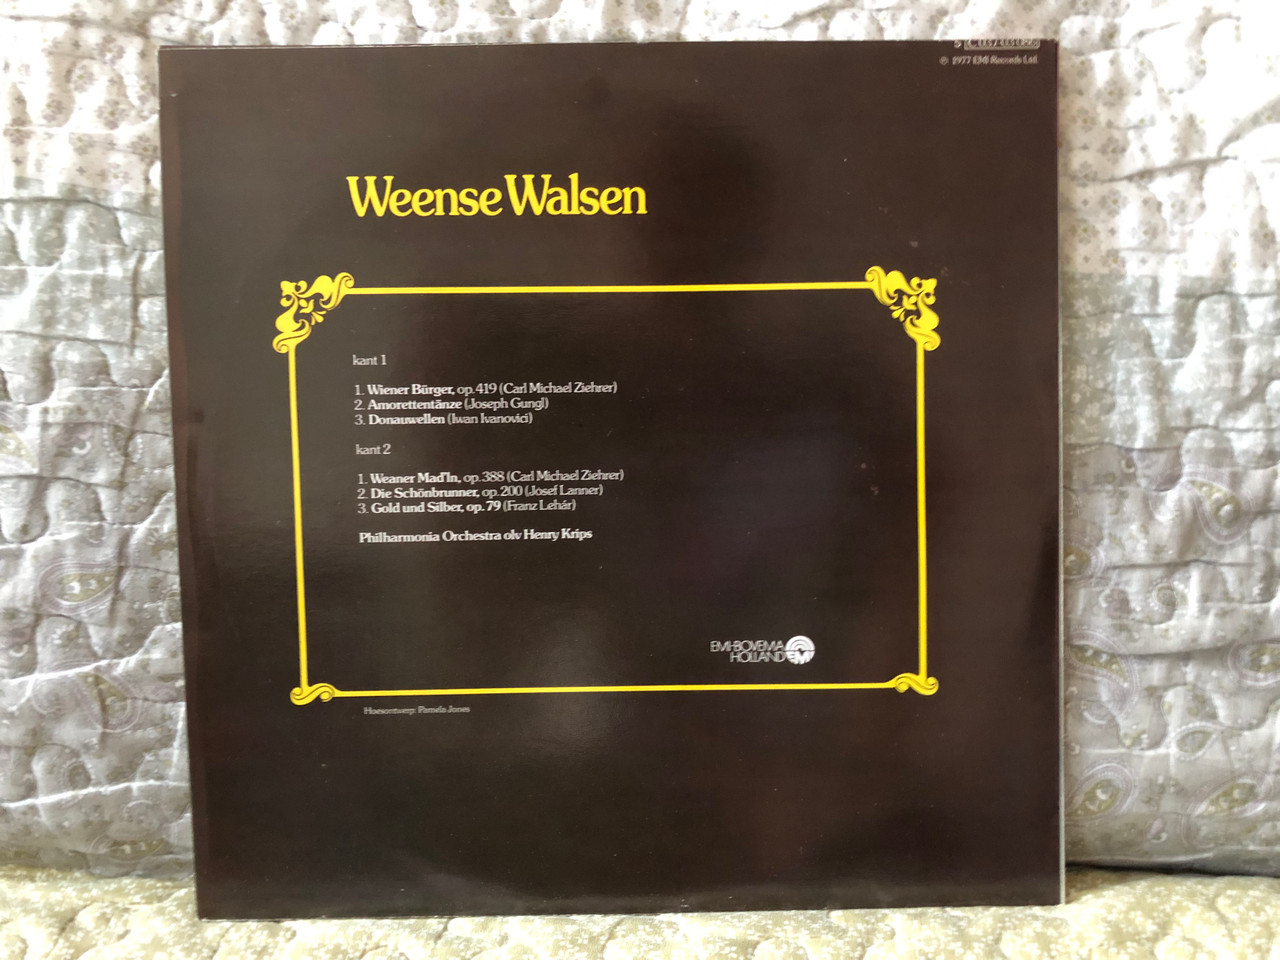 ℗ 1977 EMI Records Ltd.
Weense Walsen
kant 1
1. Wiener Bürger, op. 419 (Carl Michael Ziehrer)
2. Amorettentänze (Joseph Gungl)
3. Donauwellen (Iwan Ivanovici)
kant 2
1. Weaner Mad'ln, op. 388 (Carl Michael Ziehrer)
2. Die Schönbrunner, op. 200 (Josef Lanner)
3. Gold und Silber, op. 79 (Franz Lehár)
Philharmonia Orchestra olv Henry Krips
EMI-BOVEMA
HOLLAND EMI
Hoesontwerp: Pamela Jones